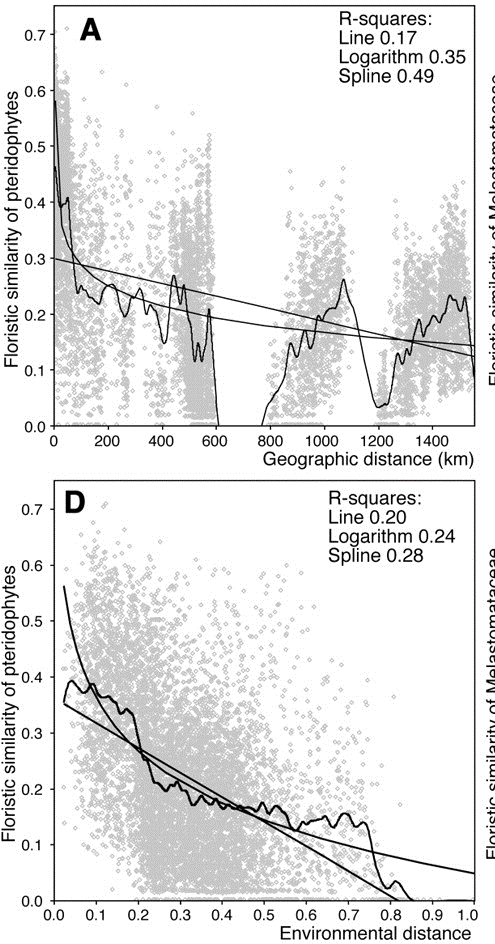 A
R-squares:
Line 0.17
Logarithm 0.35
Spline 0.49
Floristic similarity of pteridophytes
0.7
0.6
0.5
0.4
0.3
0.2
0.1
0.0
0 200 400 600 800 1000 1200 1400
Geographic distance (km)
Floristic similarity of Melastomataceae
D
R-squares:
Line 0.20
Logarithm 0.24
Spline 0.28
Floristic similarity of pteridophytes
0.7
0.6
0.5
0.4
0.3
0.2
0.1
0.0
0.0 0.1 0.2 0.3 0.4 0.5 0.6 0.7 0.8 0.9 1.0
Environmental distance
Floristic similarity of Melastomataceae